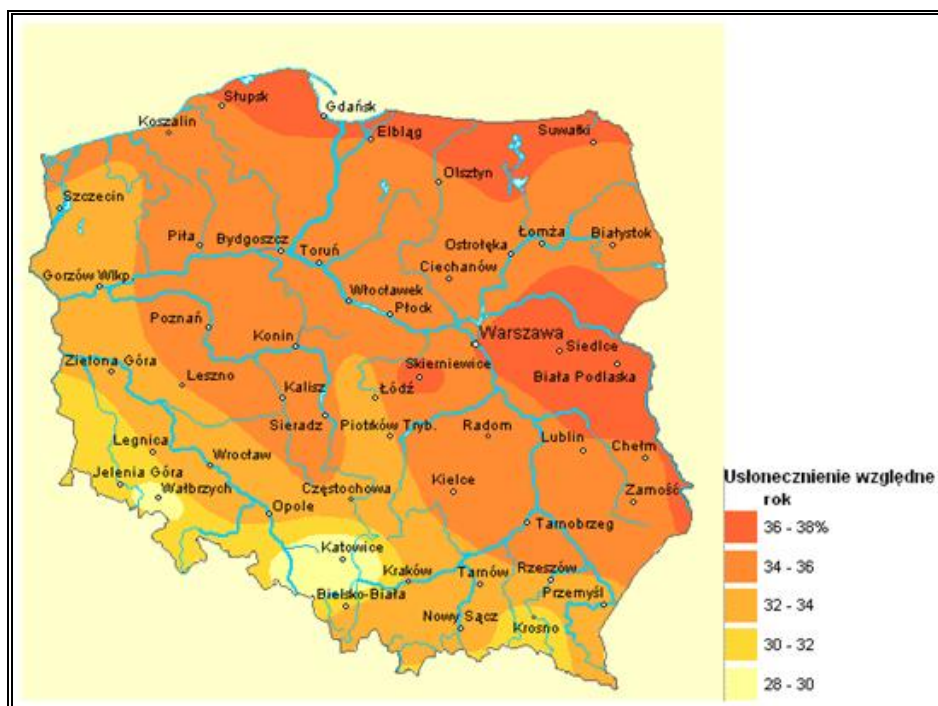 Słupsk
Gdańsk
Koszalin
Elbląg
Suwałki
Olsztyn
Szczecin
Piła
Bydgoszcz
Toruń
Ostrołęka
Łomża
Białystok
Ciechanów
Gorzów Wlkp.
Włocławek
Płock
Poznań
Konin
Warszawa
Siedlce
Skierniewice
Biała Podlaska
Zielona Góra
Leszno
Kalisz
Łódź
Sieradz
Piotrków Tryb.
Radom
Lublin
Chełm
Legnica
Wrocław
Jelenia Góra
Wałbrzych
Częstochowa
Kielce
Zamość
Opole
Tarnobrzeg
Katowice
Kraków
Tarnów
Rzeszów
Przemyśl
Bielsko-Biała
Nowy Sącz
Krosno
Usłonecznienie względne
rok
36 - 38%
34 - 36
32 - 34
30 - 32
28 - 30